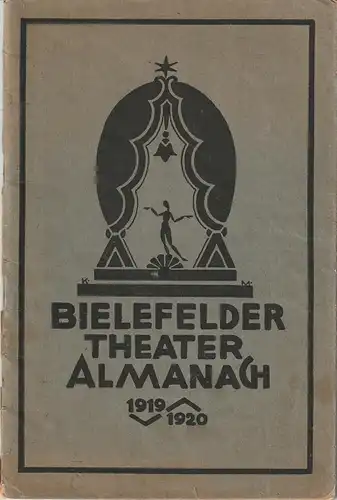 K M
BIELEFELDER
THEATER
ALMANACH
1919
1920